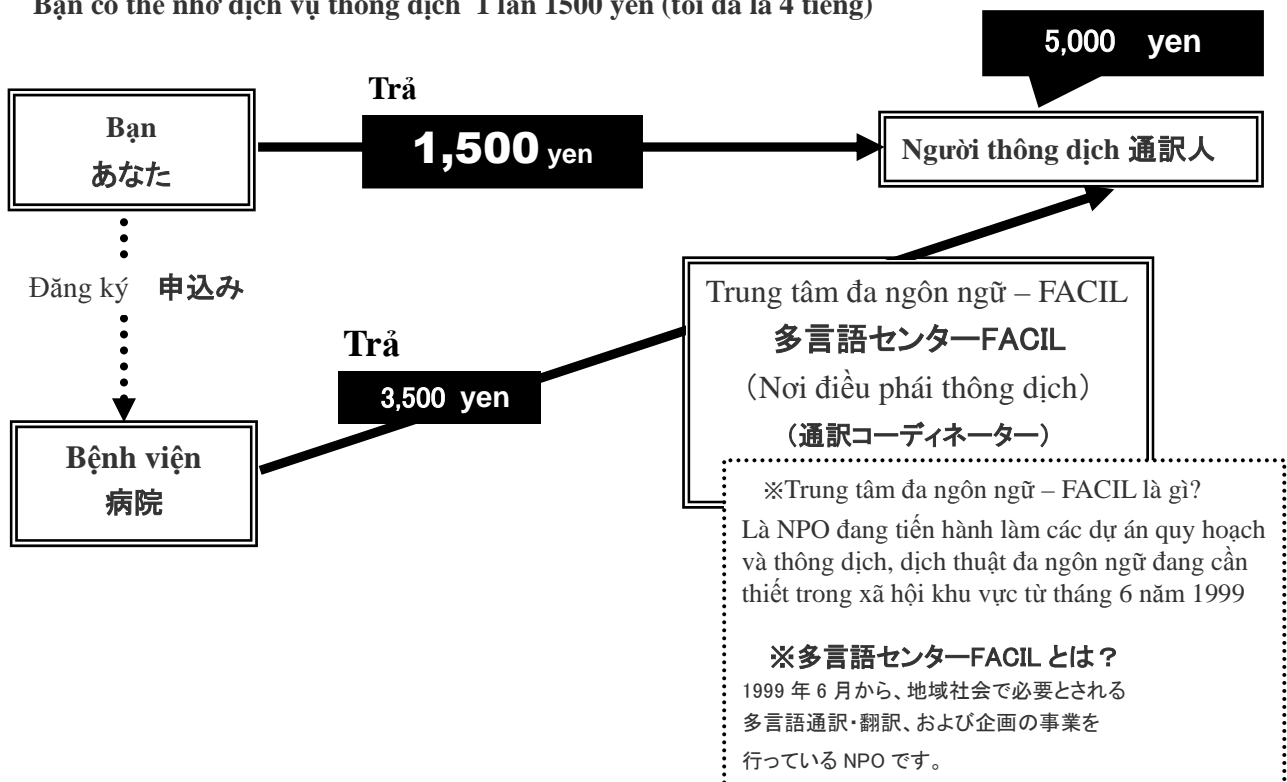 Bạn có thể nhờ dịch vụ thông dịch 1 lần 1500 yen (tối đa là 4 tiếng)
5,000 yen
Trả
Bạn
あなた
1,500 yen
Người thông dịch 通訳人
Đăng ký 申込み
Trả
3,500 yen
Bệnh viện
病院
Trung tâm đa ngôn ngữ – FACIL
多言語センターFACIL
（Nơi điều phái thông dịch）
（通訳コーディネーター）
※Trung tâm đa ngôn ngữ – FACIL là gì?
Là NPO đang tiến hành làm các dự án quy hoạch
và thông dịch, dịch thuật đa ngôn ngữ đang cần
thiết trong xã hội khu vực từ tháng 6 năm 1999
※多言語センターFACIL とは？
1999 年 6 月から、地域社会で必要とされる
多言語通訳・翻訳、および企画の事業を
行っている NPO です。